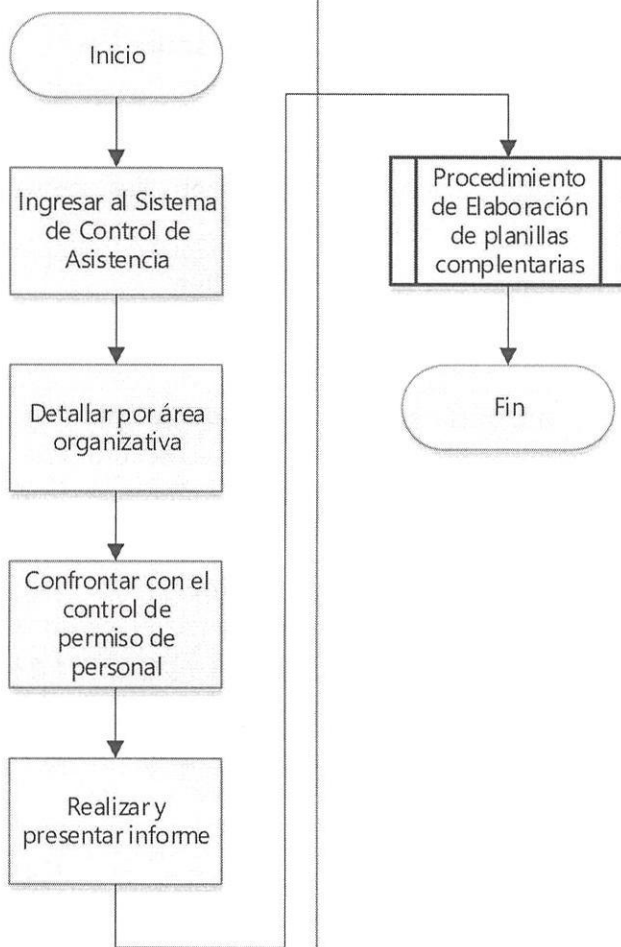 Inicio
Ingresar al Sistema
de Control de
Asistencia
Detallar por área
organizativa
Confrontar con el
control de
permiso de
personal
Realizar y
presentar informe
Procedimiento
de Elaboración
de planillas
complentarias
Fin